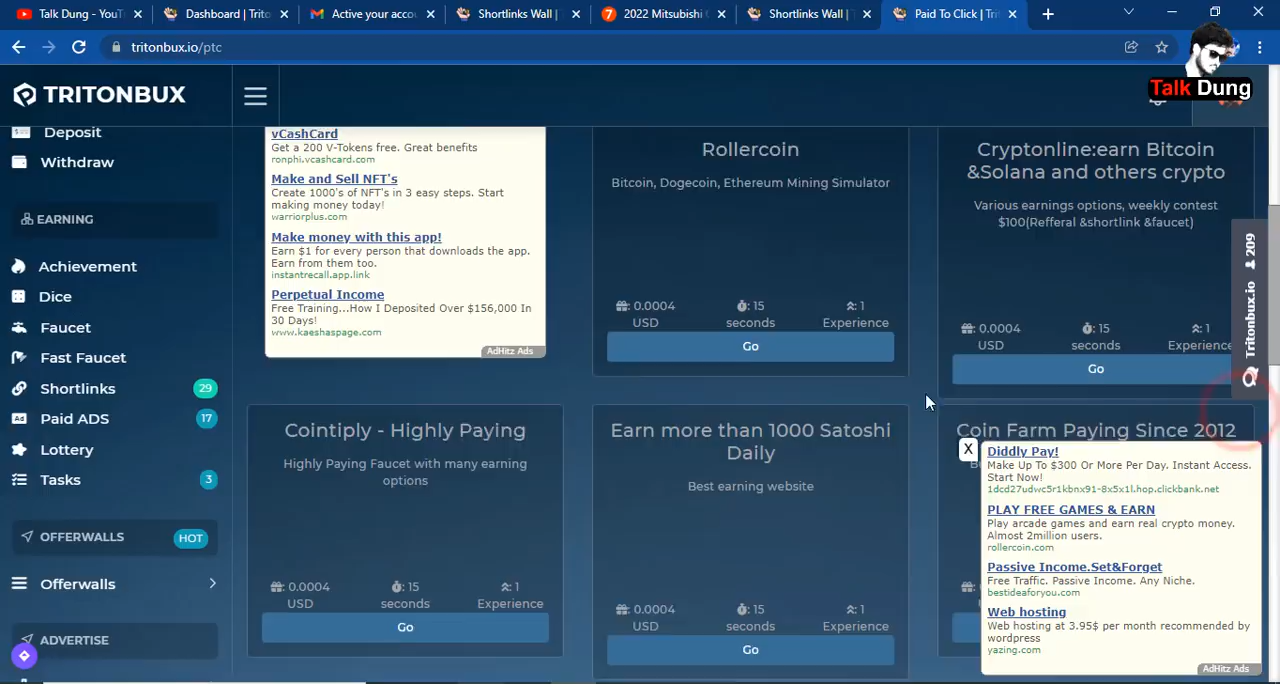 Talk Dung - YouT
Dashboard | Trito
Active your accou
Shortlinks Wall |
2022 Mitsubishi
Shortlinks Wall |
Paid To Click | Tri
tritonbux.io/ptc
Talk Dung
TRITONBUX
Deposit
Withdraw
EARNING
Achievement
Dice
Faucet
Fast Faucet
Shortlinks 29
Paid ADS 17
Lottery
Tasks 3
OFFERWALLS HOT
Offerwalls
ADVERTISE
vCashCard
Get a 200 V-Tokens free. Great benefits
ronphi.vcashcard.com
Make and Sell NFT's
Create 1000's of NFT's in 3 easy steps. Start
making money today!
warriorplus.com
Make money with this app!
Earn $1 for every person that downloads the app.
Earn from them too.
instantrecall.app.link
Perpetual Income
Free Training...How I Deposited Over $156,000 In
30 Days!
www.kaeshaspage.com
AdHitz Ads
Rollercoin
Bitcoin, Dogecoin, Ethereum Mining Simulator
: 0.0004 : 15 : 1
USD seconds Experience
Go
Cryptonline:earn Bitcoin
&Solana and others crypto
Various earnings options, weekly contest
$100(Refferal &shortlink &faucet)
: 0.0004 : 15 : 1
USD seconds Experience
Go
Tritonbux.io 209
Cointiply - Highly Paying
Highly Paying Faucet with many earning
options
: 0.0004 : 15 : 1
USD seconds Experience
Go
Earn more than 1000 Satoshi
Daily
Best earning website
: 0.0004 : 15 : 1
USD seconds Experience
Go
Coin Farm Paying Since 2012
X
Diddly Pay!
Make Up To $300 Or More Per Day. Instant Access.
Start Now!
1dcd27udwc5r1kbnx91-8x5x1l.hop.clickbank.net
PLAY FREE GAMES & EARN
Play arcade games and earn real crypto money.
Almost 2million users.
rollercoin.com
Passive Income.Set&Forget
Free Traffic. Passive Income. Any Niche.
bestideaforyou.com
Web hosting
Web hosting at 3.95$ per month recommended by
wordpress
yazing.com
AdHitz Ads